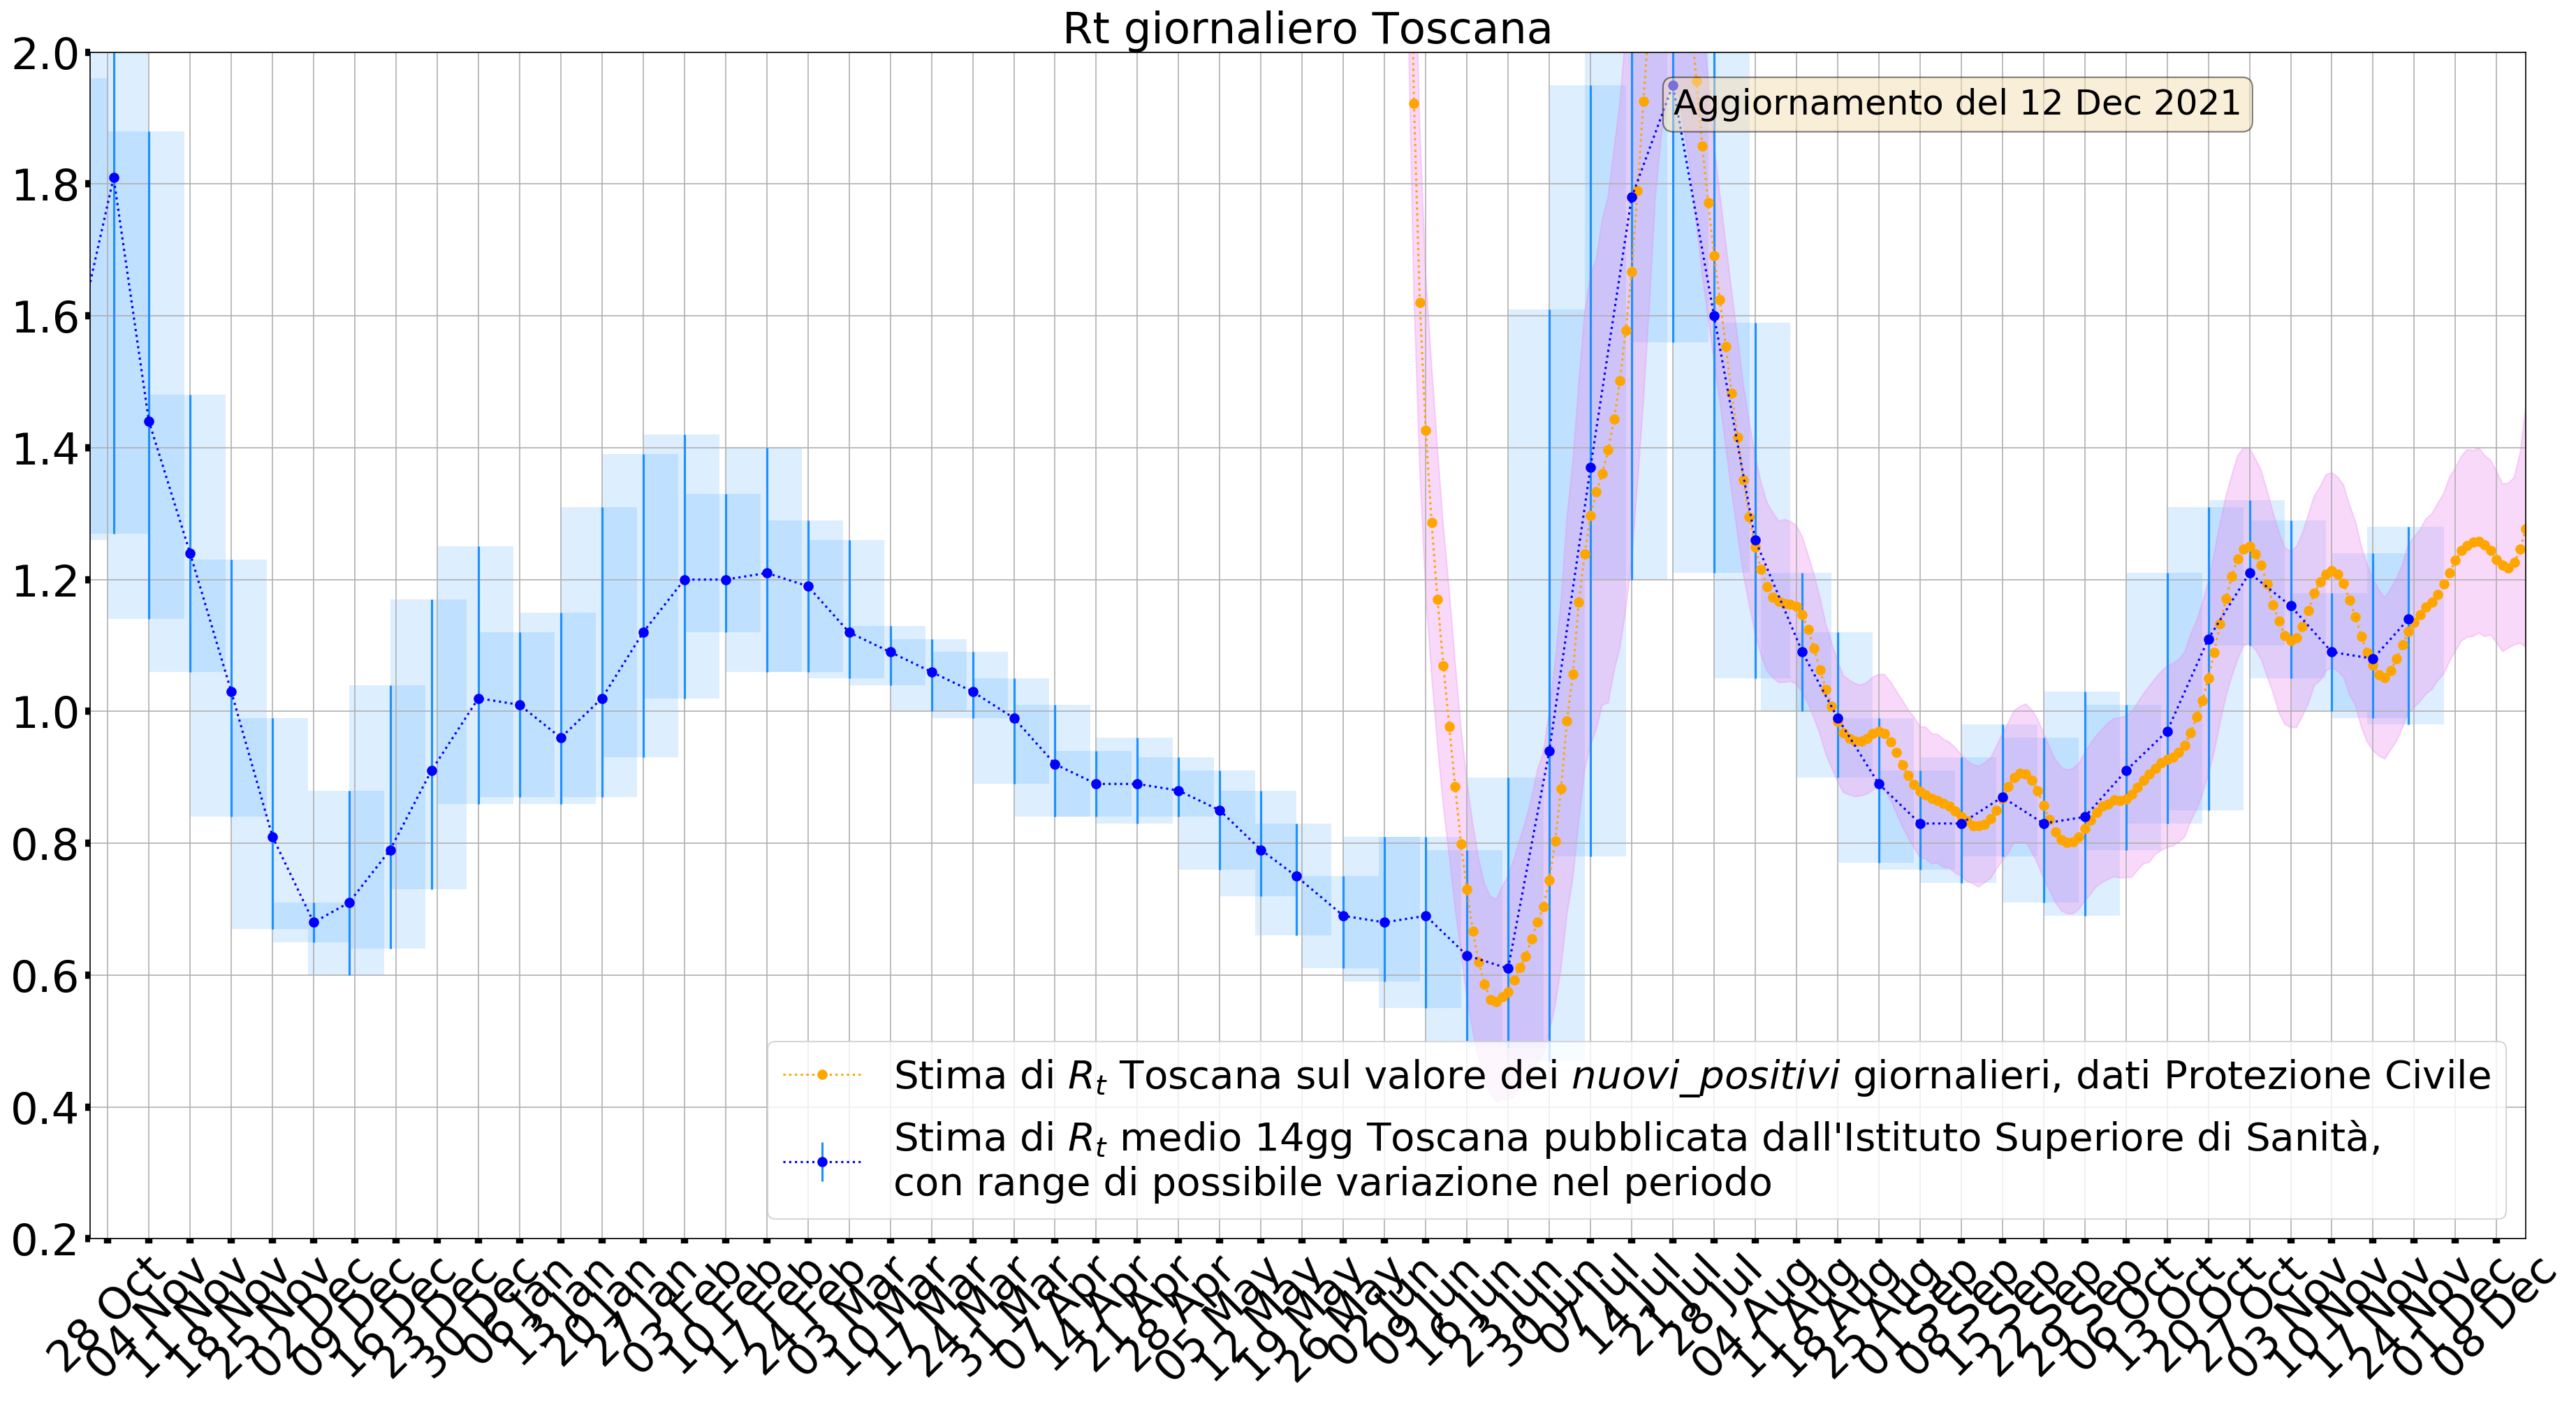 Rt giornaliero Toscana
2.0
Aggiornamento del 12 Dec 2021
1.8
1.6
1.4
1.2
1.0
0.8
0.6
0.4
0.2
Stima di Rt Toscana sul valore dei nuovi_positivi giornalieri, dati Protezione Civile
Stima di Rt medio 14gg Toscana pubblicata dall'Istituto Superiore di Sanità,
con range di possibile variazione nel periodo
28 Oct
04 Nov
11 Nov
18 Nov
25 Nov
02 Dec
09 Dec
16 Dec
23 Dec
30 Dec
06 Jan
13 Jan
20 Jan
27 Jan
03 Feb
10 Feb
17 Feb
24 Feb
03 Mar
10 Mar
17 Mar
24 Mar
31 Mar
07 Apr
14 Apr
21 Apr
28 Apr
05 May
12 May
19 May
26 May
02 Jun
09 Jun
16 Jun
23 Jun
30 Jun
07 Jul
14 Jul
21 Jul
28 Jul
04 Aug
11 Aug
18 Aug
25 Aug
01 Sep
08 Sep
15 Sep
22 Sep
29 Sep
06 Oct
13 Oct
20 Oct
27 Oct
03 Nov
10 Nov
17 Nov
24 Nov
01 Dec
08 Dec